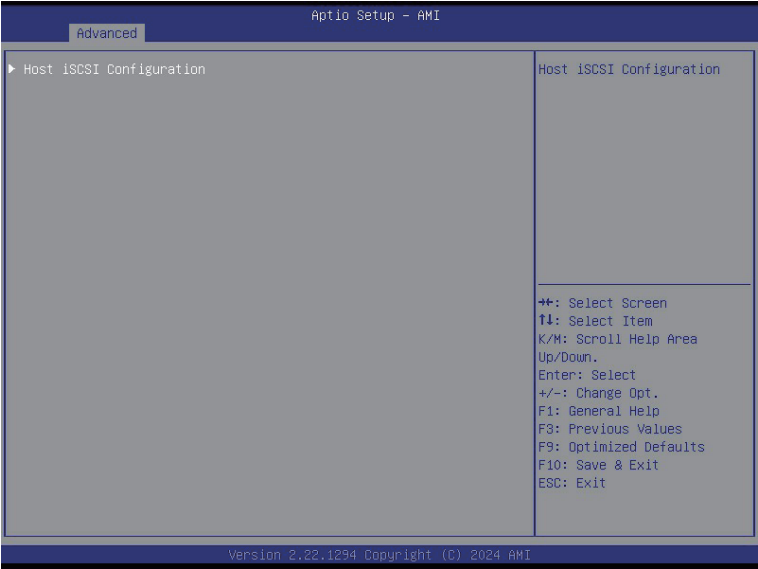 Aptio Setup – AMI
Advanced
▶ Host iSCSI Configuration
Host iSCSI Configuration
→←: Select Screen
↑↓: Select Item
K/M: Scroll Help Area
Up/Down.
Enter: Select
+/-: Change Opt.
F1: General Help
F3: Previous Values
F9: Optimized Defaults
F10: Save & Exit
ESC: Exit
Version 2.22.1294 Copyright (C) 2024 AMI